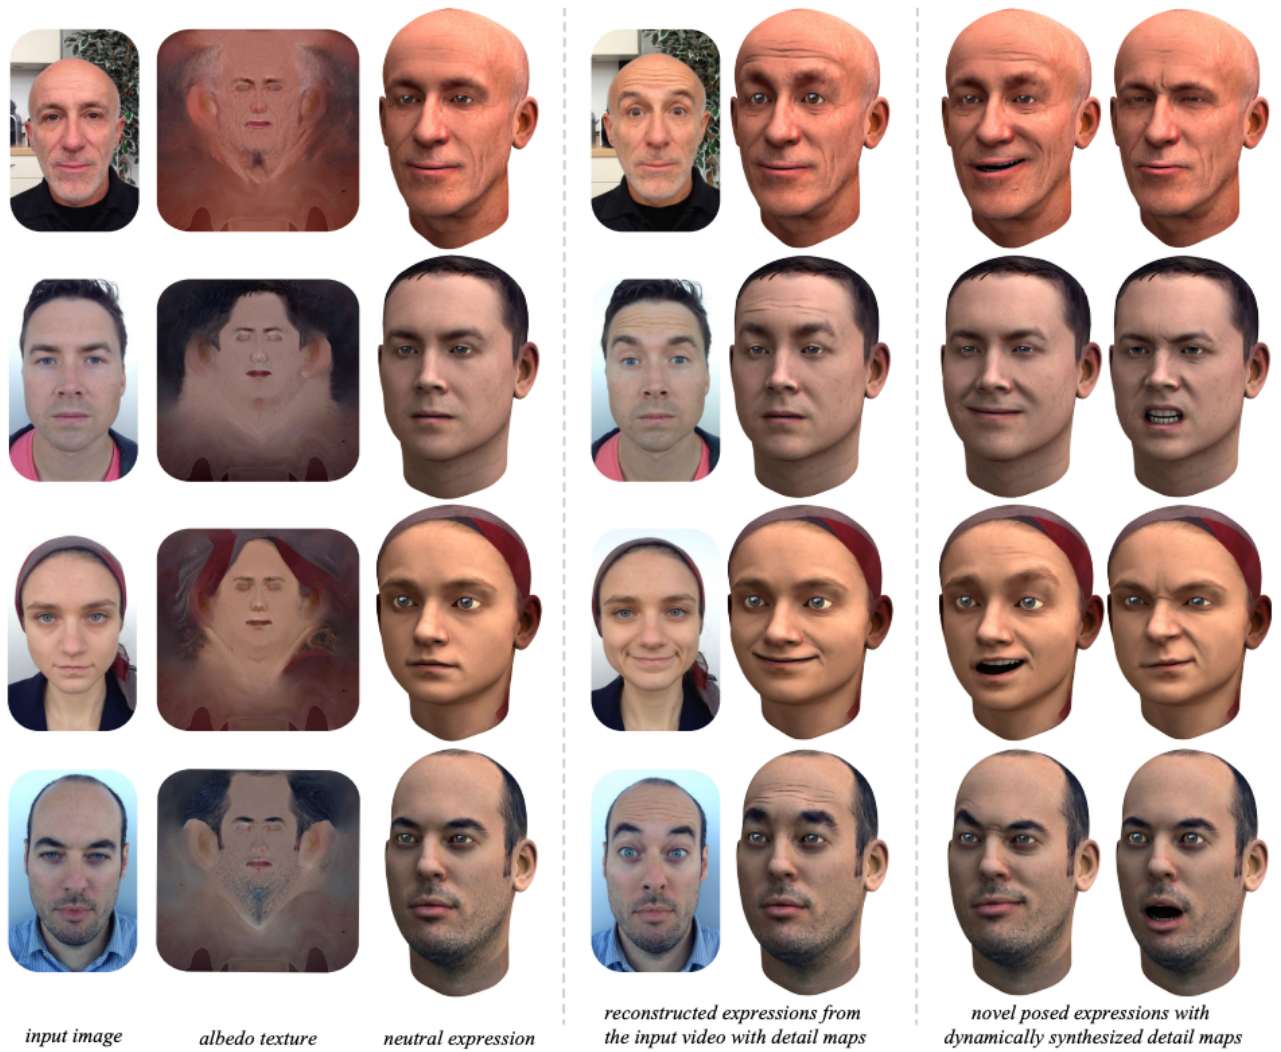 input image
albedo texture
neutral expression
reconstructed expressions from
the input video with detail maps
novel posed expressions with
dynamically synthesized detail maps